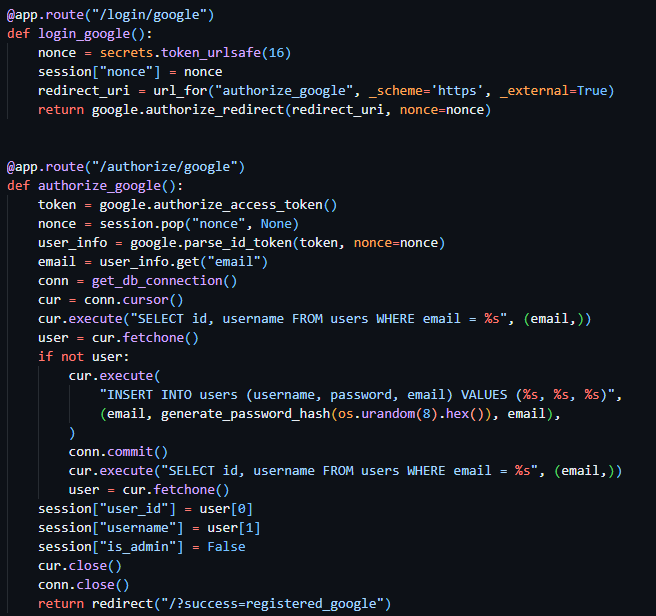 @app.route("/login/google")
def login_google():
    nonce = secrets.token_urlsafe(16)
    session["nonce"] = nonce
    redirect_uri = url_for("authorize_google", _scheme='https', _external=True)
    return google.authorize_redirect(redirect_uri, nonce=nonce)
@app.route("/authorize/google")
def authorize_google():
    token = google.authorize_access_token()
    nonce = session.pop("nonce", None)
    user_info = google.parse_id_token(token, nonce=nonce)
    email = user_info.get("email")
    conn = get_db_connection()
    cur = conn.cursor()
    cur.execute("SELECT id, username FROM users WHERE email = %s", (email,))
    user = cur.fetchone()
    if not user:
        cur.execute(
            "INSERT INTO users (username, password, email) VALUES (%s, %s, %s)",
            (email, generate_password_hash(os.urandom(8).hex()), email),
        )
        conn.commit()
        cur.execute("SELECT id, username FROM users WHERE email = %s", (email,))
        user = cur.fetchone()
    session["user_id"] = user[0]
    session["username"] = user[1]
    session["is_admin"] = False
    cur.close()
    conn.close()
    return redirect("/?success=registered_google")